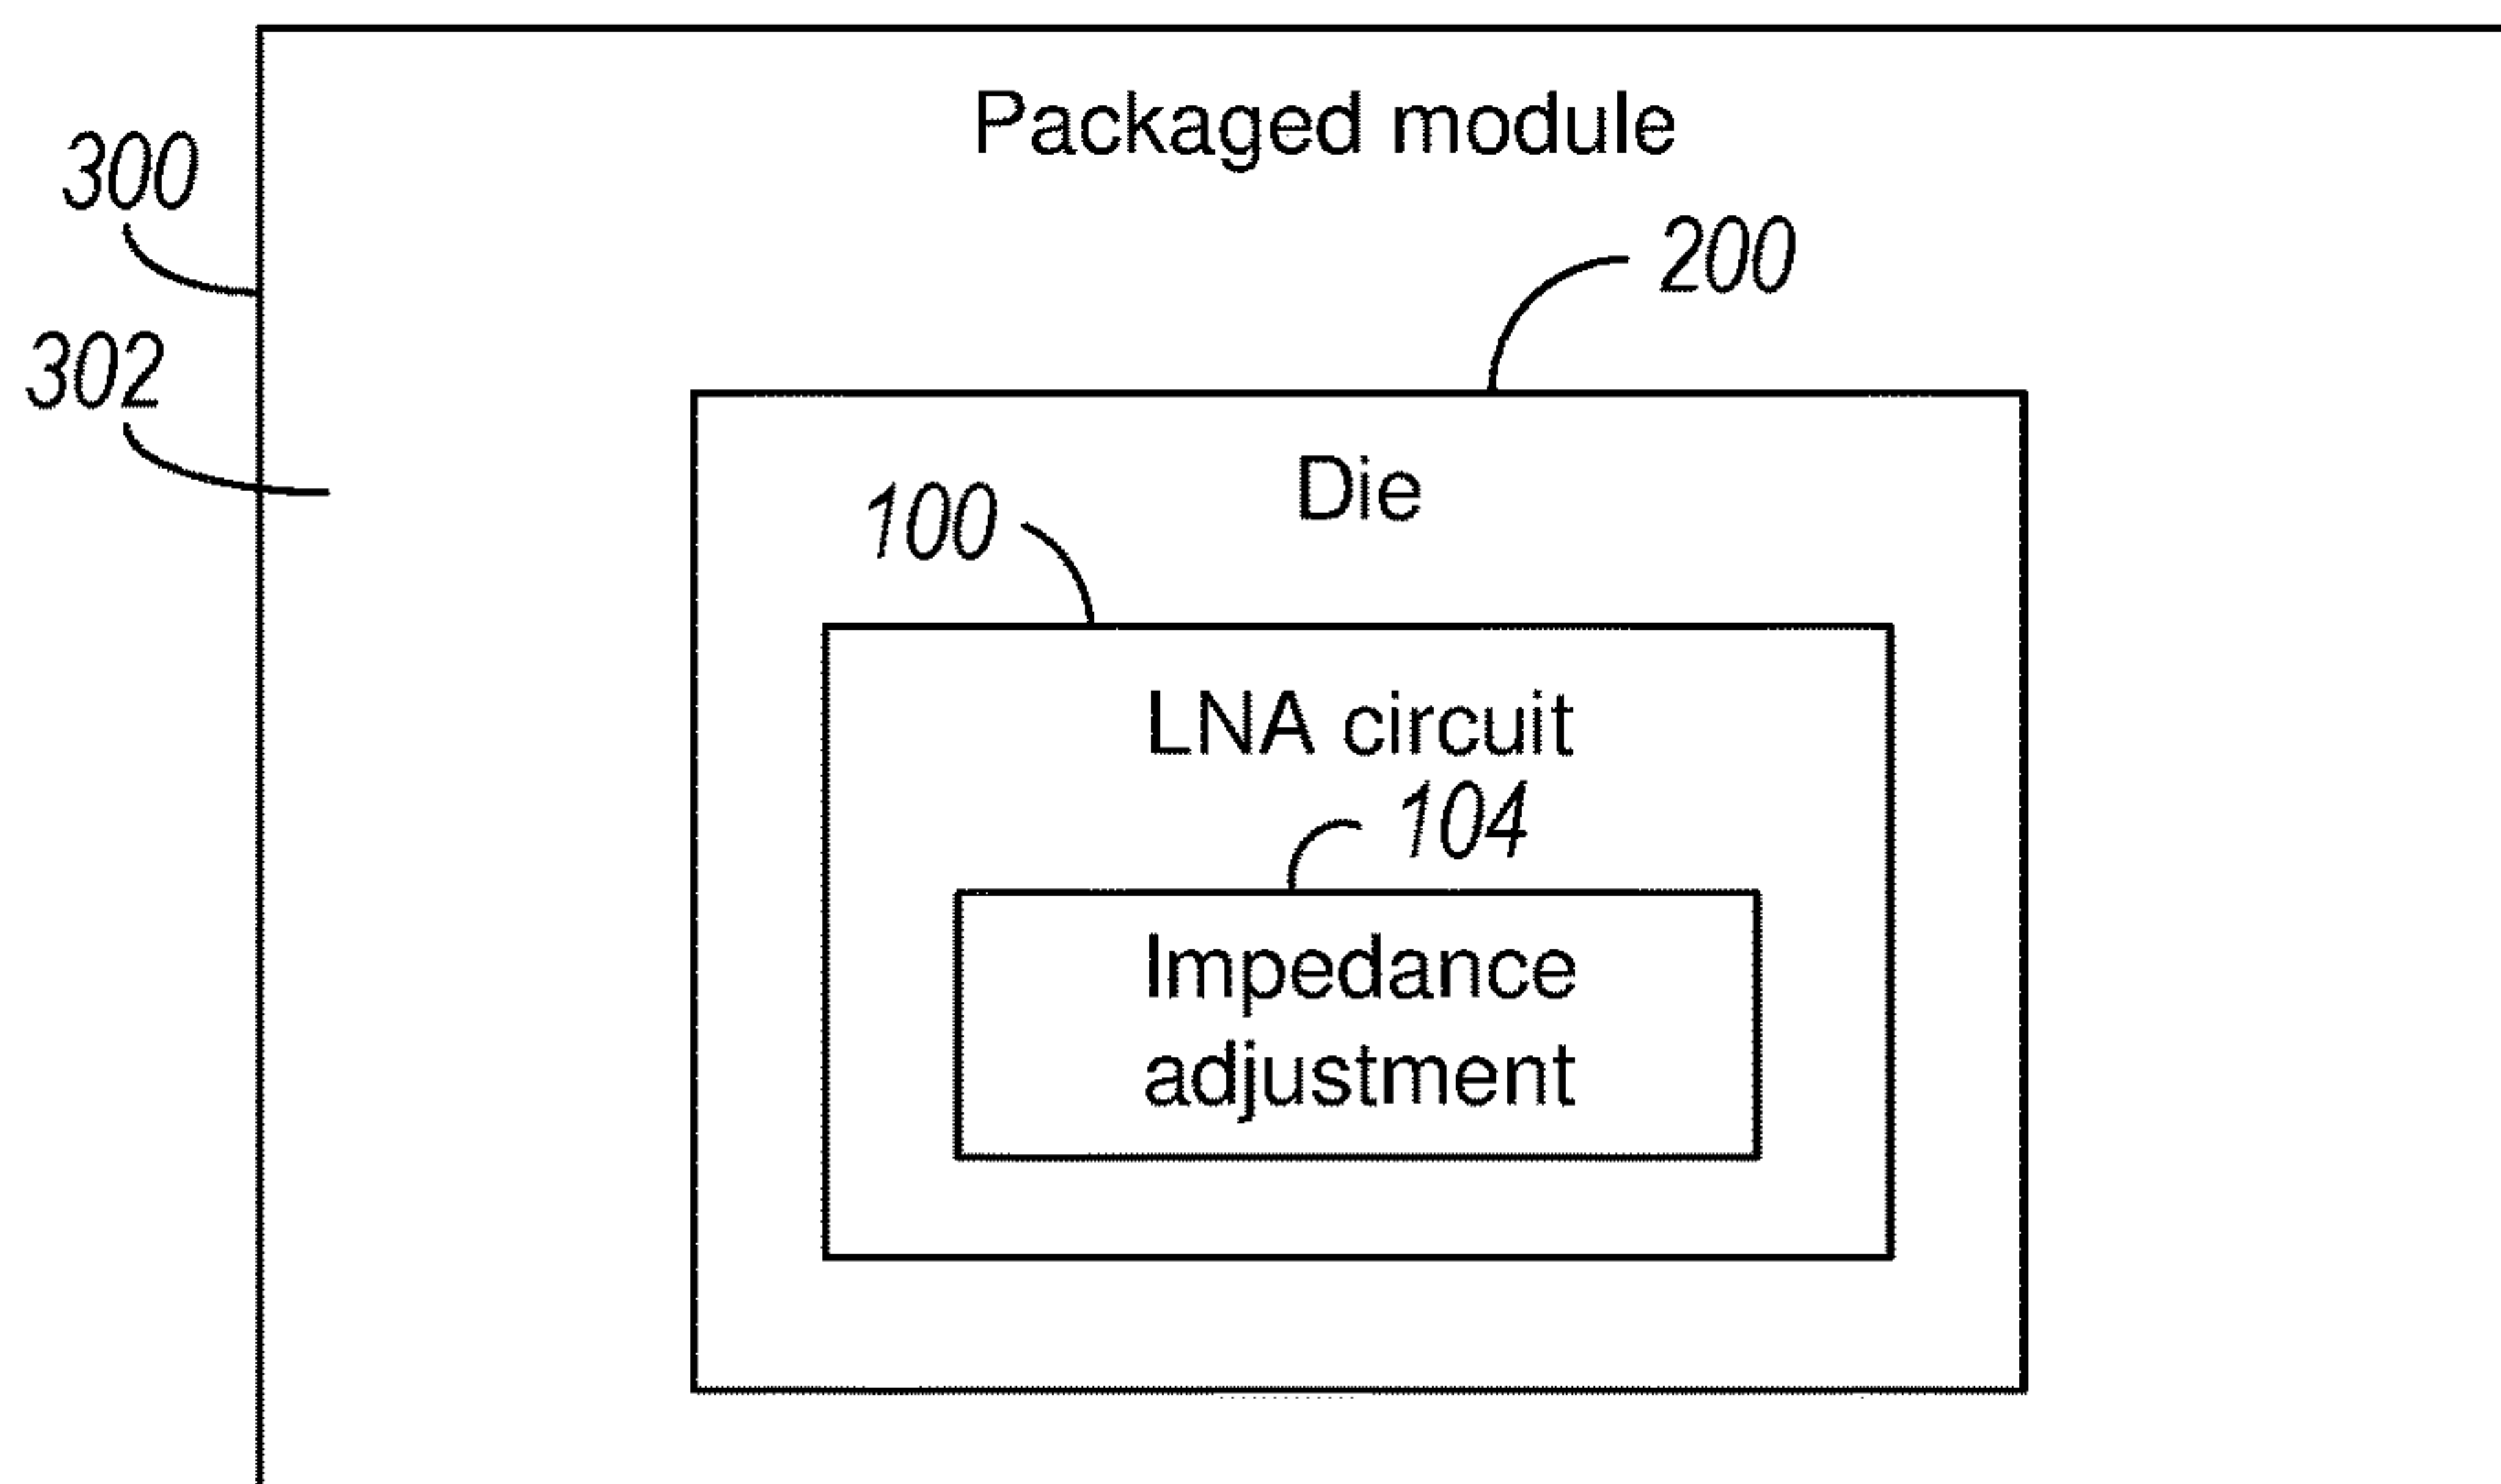 Packaged module
300
200
302
Die
100
LNA circuit
104
Impedance
adjustment